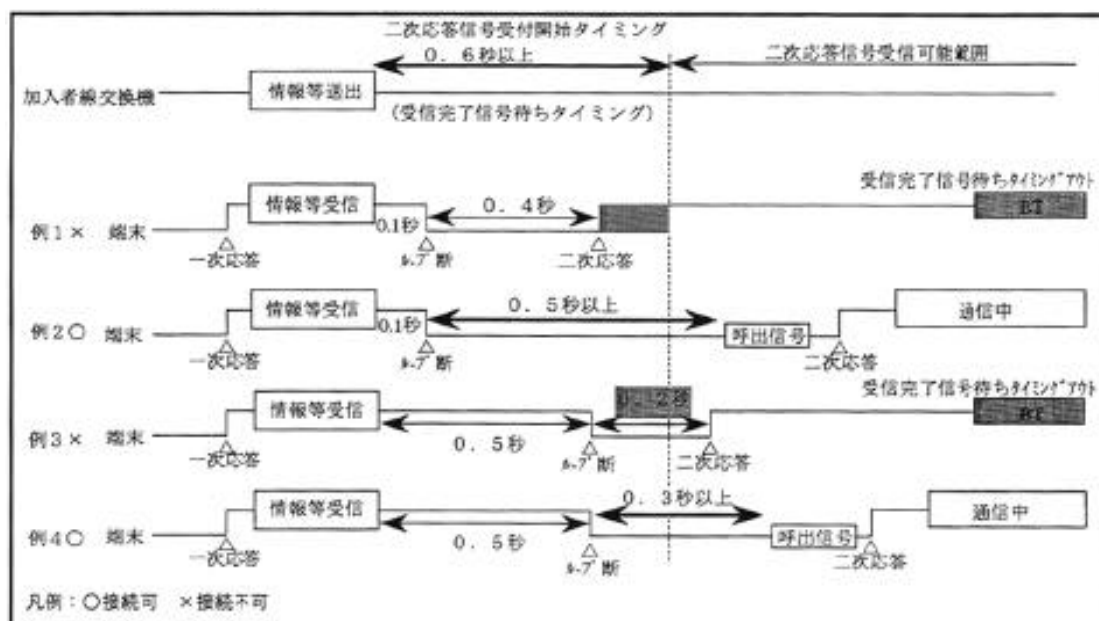 二次応答信号受付開始タイミング
0.6秒以上
二次応答信号受信可能範囲
加入者線交換機
情報等送出
(受信完了信号待ちタイミング)
受信完了信号待ちタイミングアウト
例1× 端末
情報等受信
0.1秒
0.4秒
BT
一次応答
ループ断
二次応答
例2○ 端末
情報等受信
0.1秒
0.5秒以上
呼出信号
通信中
一次応答
ループ断
二次応答
受信完了信号待ちタイミングアウト
例3× 端末
情報等受信
0.5秒
0.2秒
BT
一次応答
ループ断
二次応答
例4○ 端末
情報等受信
0.5秒
0.3秒以上
呼出信号
通信中
一次応答
ループ断
二次応答
凡例:○接続可 ×接続不可